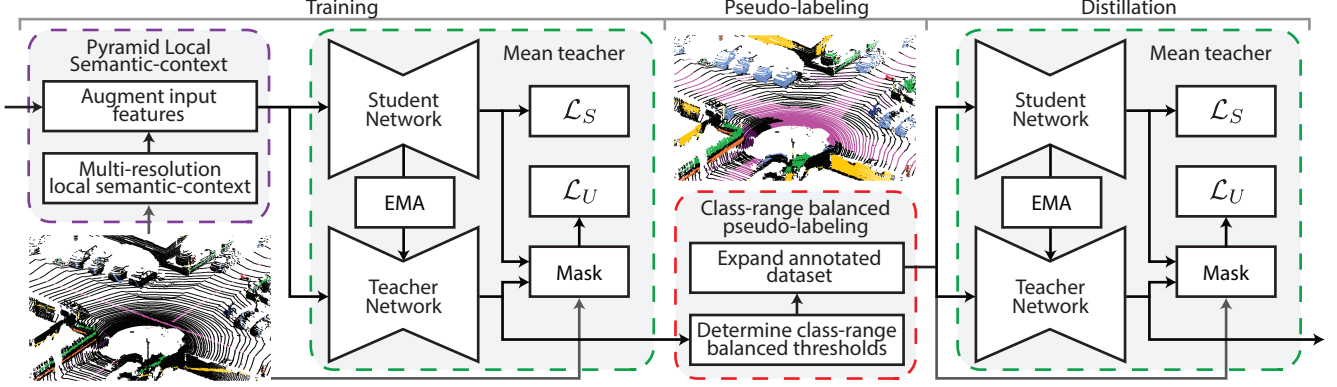 Training
Pseudo-labeling
Distillation
Pyramid Local
Semantic-context
Augment input
features
Multi-resolution
local semantic-context
Mean teacher
Student
Network
EMA
Teacher
Network
ℒS
ℒU
Mask
Class-range balanced
pseudo-labeling
Expand annotated
dataset
Determine class-range
balanced thresholds
Mean teacher
Student
Network
EMA
Teacher
Network
ℒS
ℒU
Mask